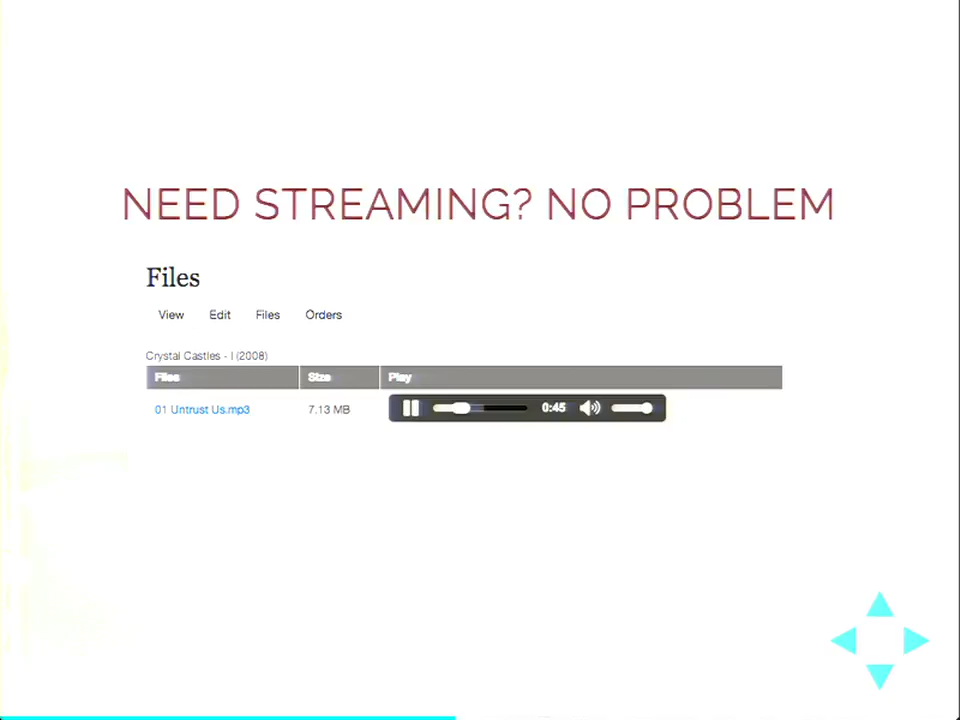 NEED STREAMING? NO PROBLEM
Files
View Edit Files Orders
Crystal Castles - I (2008)
Files Size Play
01 Untrust Us.mp3 7.13 MB 0:45